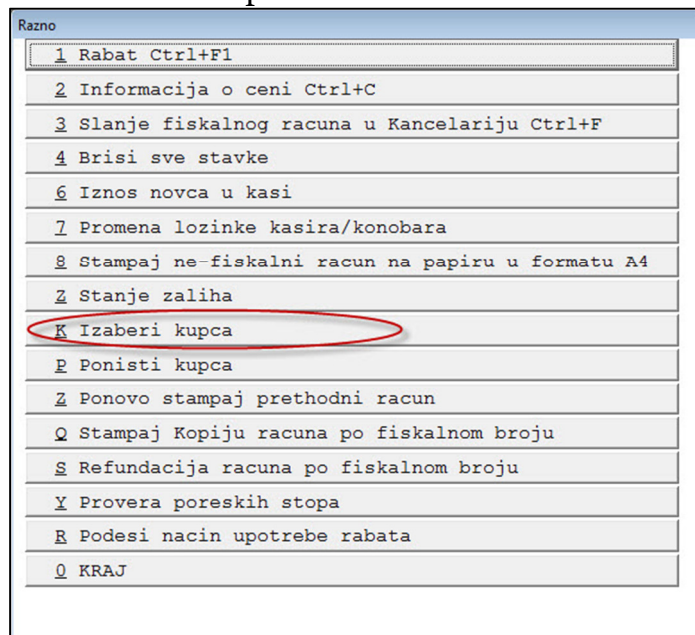 Razno
1 Rabat Ctrl+F1
2 Informacija o ceni Ctrl+C
3 Slanje fiskalnog racuna u Kancelariju Ctrl+F
4 Brisi sve stavke
6 Iznos novca u kasi
7 Promena lozinke kasira/konobara
8 Stampaj ne-fiskalni racun na papiru u formatu A4
Z Stanje zaliha
K Izaberi kupca
P Ponisti kupca
Z Ponovo stampaj prethodni racun
Q Stampaj Kopiju racuna po fiskalnom broju
S Refundacija racuna po fiskalnom broju
Y Provera poreskih stopa
R Podesi nacin upotrebe rabata
0 KRAJ